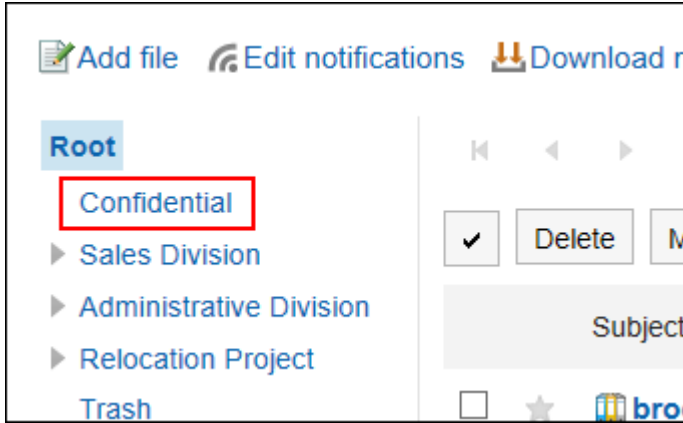 Add file Edit notifications Download
Root
Confidential
Sales Division
Administrative Division
Relocation Project
Trash
Delete
Subject